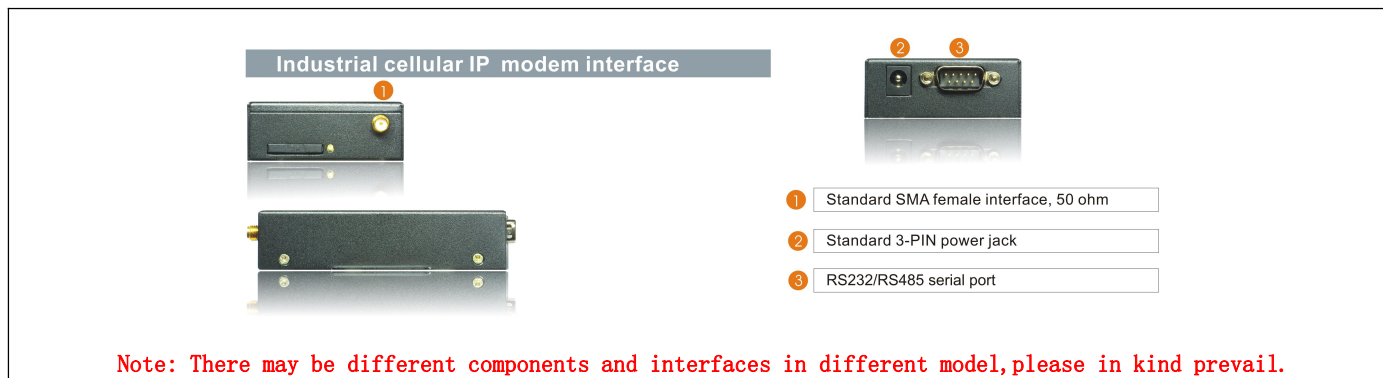 Industrial cellular IP modem interface
1
2 3
1 Standard SMA female interface, 50 ohm
2 Standard 3-PIN power jack
3 RS232/RS485 serial port
Note: There may be different components and interfaces in different model,please in kind prevail.